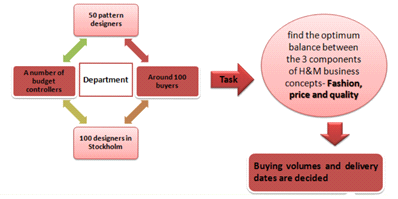 50 pattern
designers
A number of
budget
controllers
Department
Around 100
buyers
100 designers in
Stockholm
Task
find the optimum
balance between
the 3 components
of H&M business
concepts- Fashion,
price and quality
Buying volumes and delivery
dates are decided